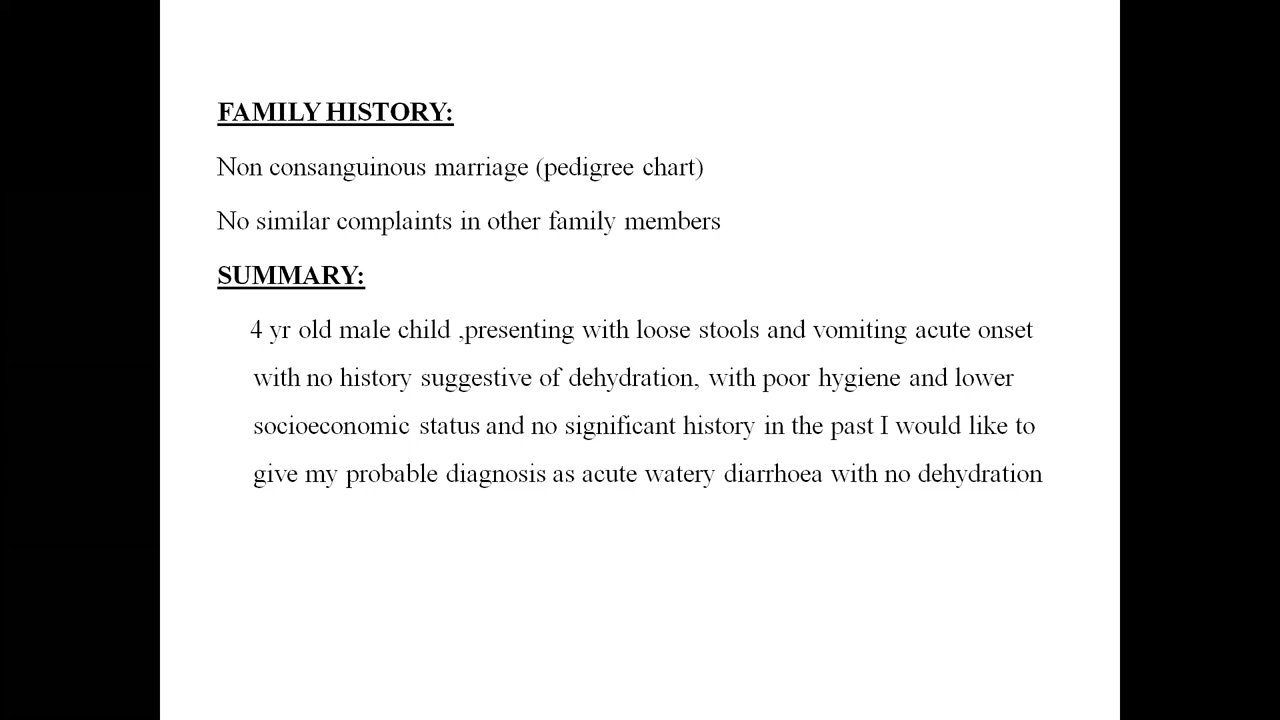 FAMILY HISTORY:
Non consanguinous marriage (pedigree chart)
No similar complaints in other family members
SUMMARY:
4 yr old male child ,presenting with loose stools and vomiting acute onset
with no history suggestive of dehydration, with poor hygiene and lower
socioeconomic status and no significant history in the past I would like to
give my probable diagnosis as acute watery diarrhoea with no dehydration